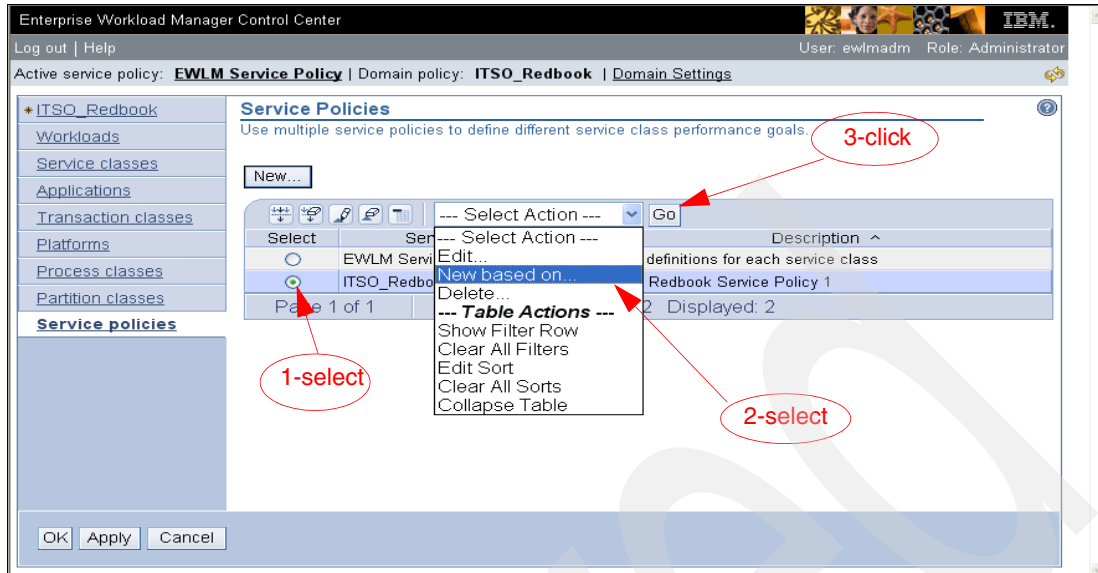 Enterprise Workload Manager Control Center
IBM.
Log out | Help
User: ewlmadm Role: Administrator
Active service policy: EWLM Service Policy | Domain policy: ITSO_Redbook | Domain Settings
ITSO_Redbook
Workloads
Service classes
Applications
Transaction classes
Platforms
Process classes
Partition classes
Service policies
Service Policies
Use multiple service policies to define different service class performance goals.
3-click
New...
--- Select Action ---
Go
Select
Ser
Description ^
EWLM Servi
definitions for each service class
ITSO_Redbo
Redbook Service Policy 1
Page 1 of 1
2 Displayed: 2
--- Select Action ---
Edit...
New based on...
Delete...
--- Table Actions ---
Show Filter Row
Clear All Filters
Edit Sort
Clear All Sorts
Collapse Table
1-select
2-select
OK
Apply
Cancel